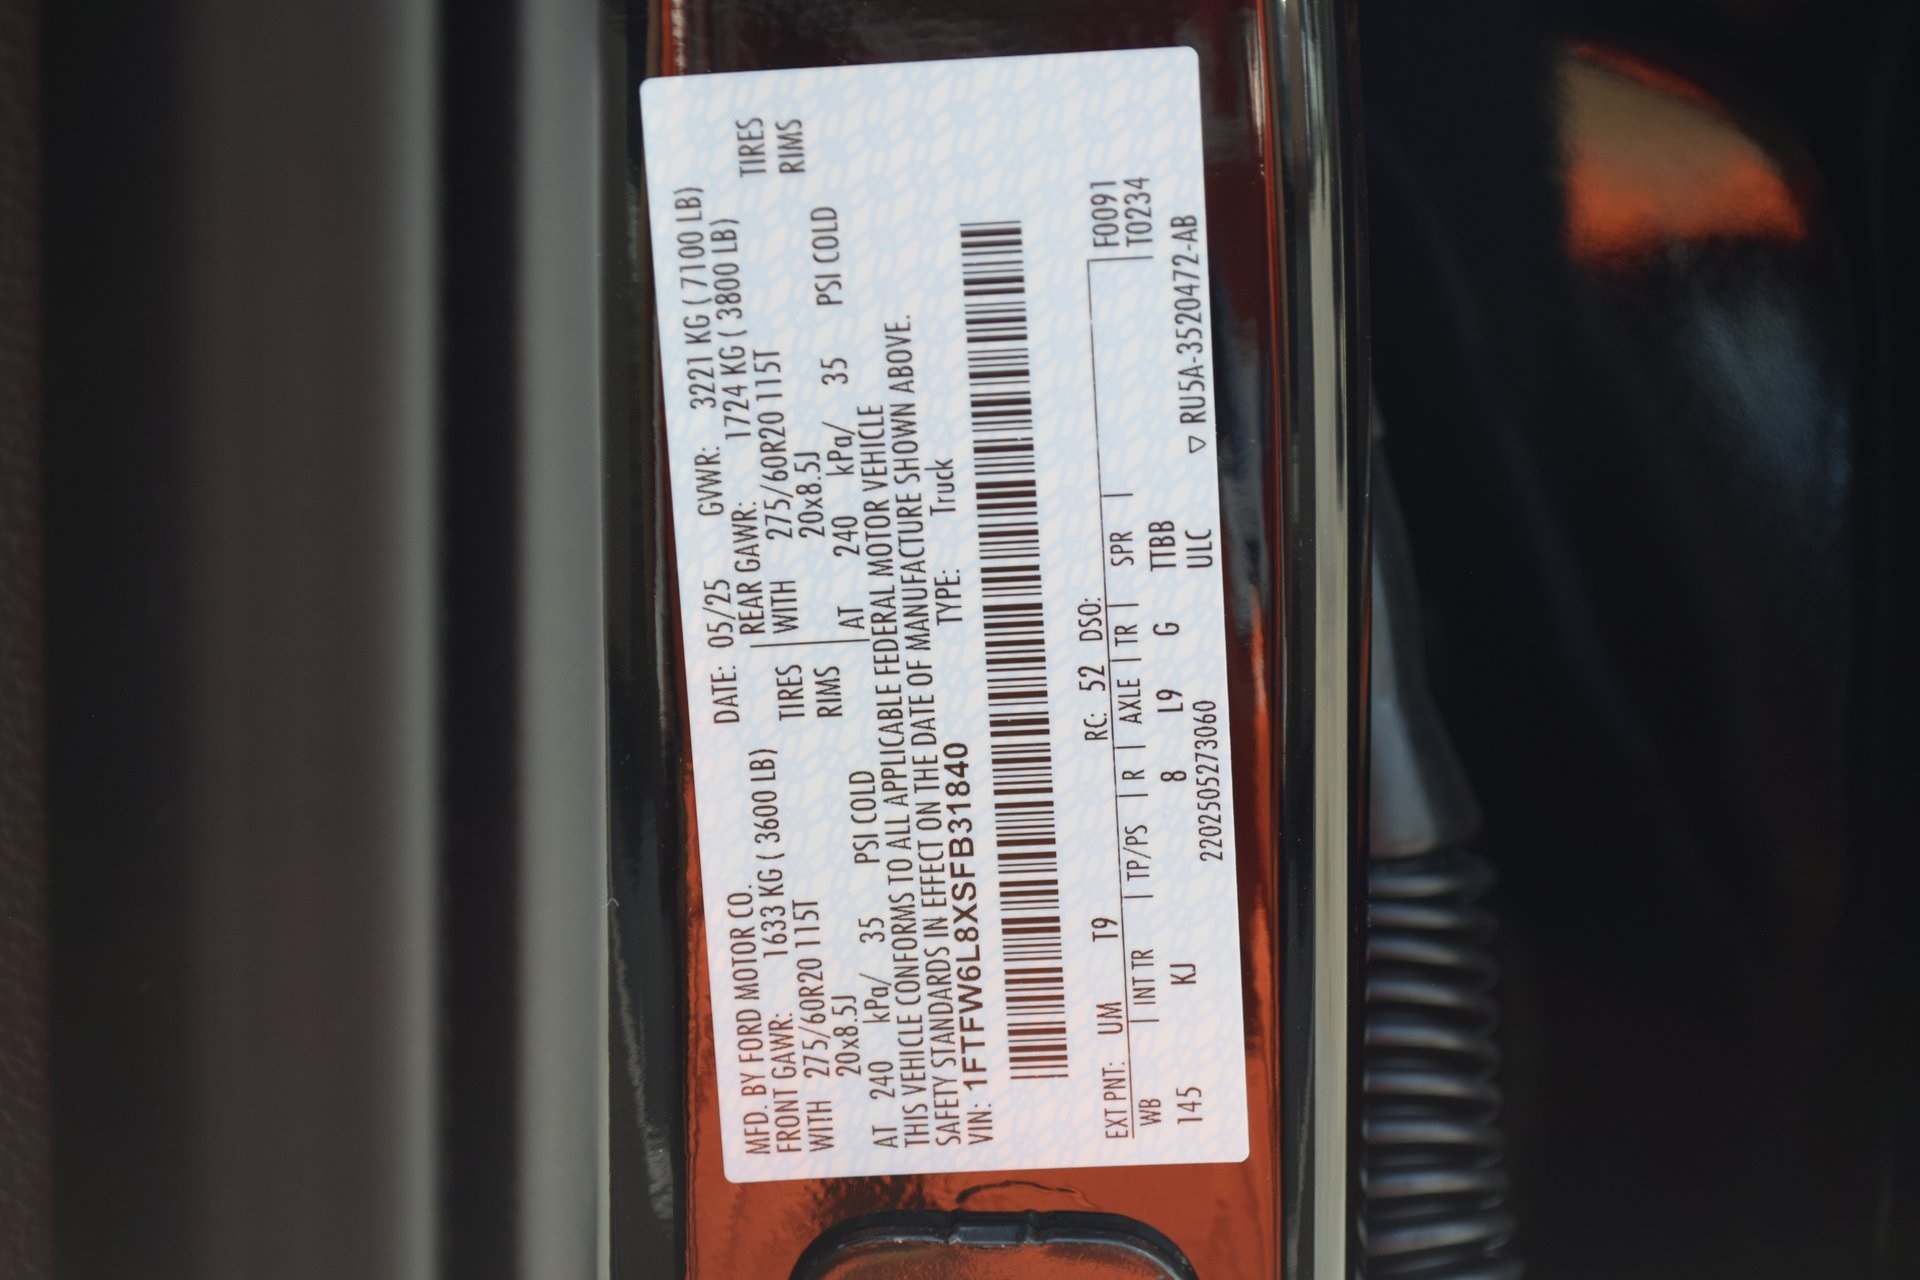 MFD. BY FORD MOTOR CO. DATE: 05/25 GVWR: 3221 KG ( 7100 LB)
FRONT GAWR: 1633 KG ( 3600 LB) REAR GAWR: 1724 KG ( 3800 LB)
WITH 275/60R20 115T TIRES WITH 275/60R20 115T TIRES
20x8.5J RIMS 20x8.5J RIMS
AT 240 kPa/ 35 PSI COLD AT 240 kPa/ 35 PSI COLD
THIS VEHICLE CONFORMS TO ALL APPLICABLE FEDERAL MOTOR VEHICLE
SAFETY STANDARDS IN EFFECT ON THE DATE OF MANUFACTURE SHOWN ABOVE.
VIN: 1FTFW6L8XSFB31840 TYPE: Truck
EXT PNT: UM T9 RC: 52 DSO: F0091
WB | INT TR | TP/PS | R | AXLE | TR | SPR | T0234
145 KJ 8 L9 G TTBB
ULC ▽ RU5A-3520472-AB
220250527306​0